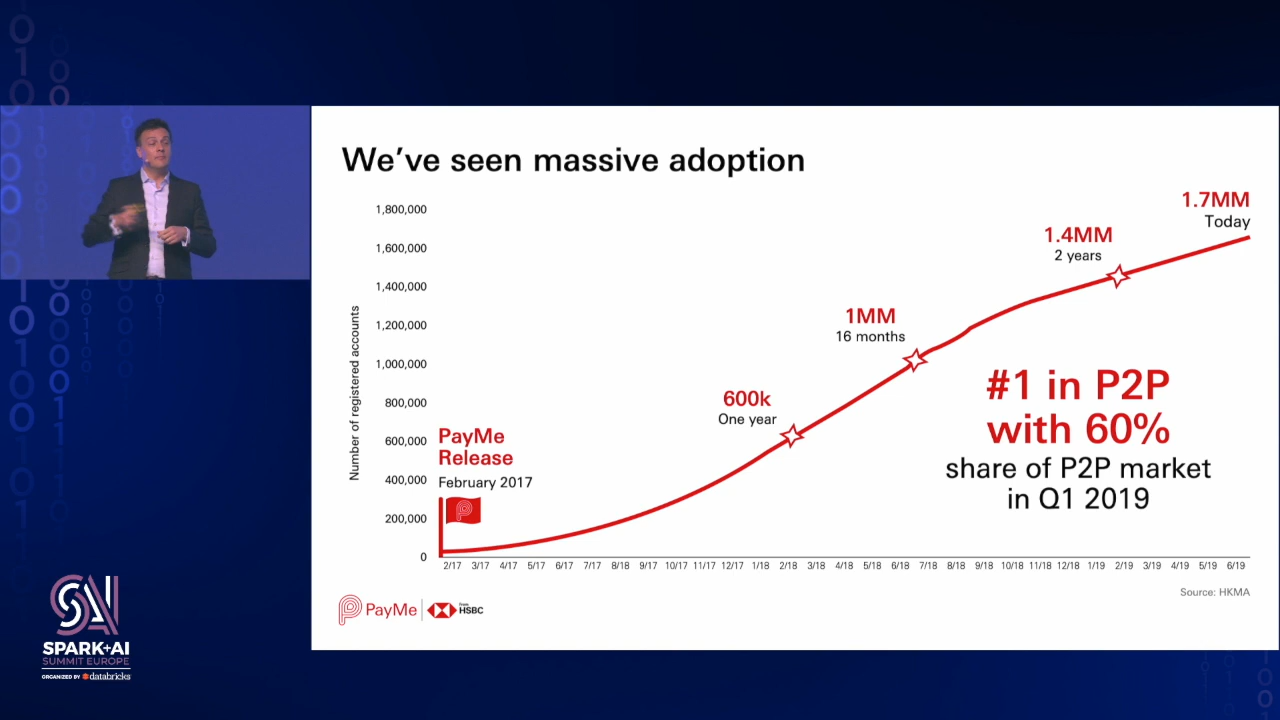 We've seen massive adoption
1,800,000
1,600,000
1,400,000
1,200,000
1,000,000
800,000
600,000
400,000
200,000
0
Number of registered accounts
PayMe
Release
February 2017
600k
One year
1MM
16 months
1.4MM
2 years
1.7MM
Today
#1 in P2P
with 60%
share of P2P market
in Q1 2019
2/17 3/17 4/17 5/17 6/17 7/17 8/18 9/17 10/17 11/17 12/17 1/18 2/18 3/18 4/18 5/18 6/18 7/18 8/18 9/18 10/18 11/18 12/18 1/19 2/19 3/19 4/19 5/19 6/19
Source: HKMA
PayMe
From
HSBC
SPARK+AI
SUMMIT EUROPE
ORGANIZED BY databricks